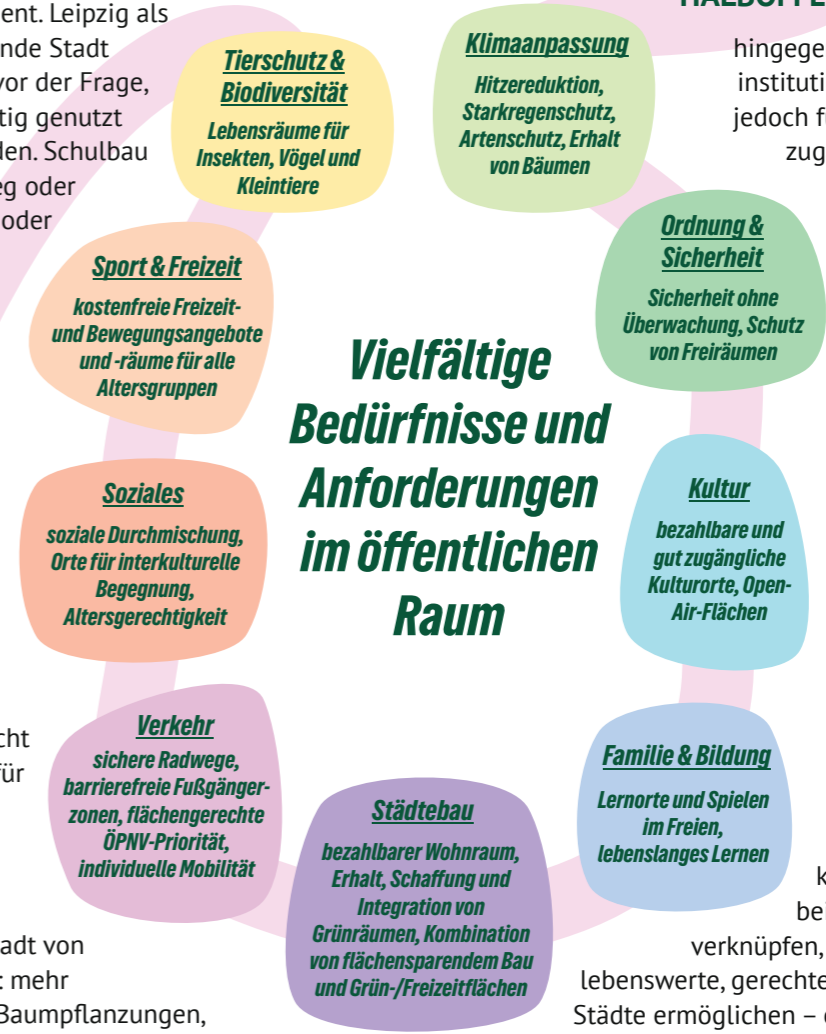 ent. Leipzig als
nde Stadt
vor der Frage,
tig genutzt
den. Schulbau
eg oder
oder
Tierschutz &
Biodiversität
Lebensräume für
Insekten, Vögel und
Kleintiere
Klimaanpassung
Hitzereduktion,
Starkregenschutz,
Artenschutz, Erhalt
von Bäumen
hingege
instituti
jedoch f
zug
Ordnung &
Sicherheit
Sicherheit ohne
Überwachung, Schutz
von Freiräumen
Sport & Freizeit
kostenfreie Freizeit-
und Bewegungsangebote
und -räume für alle
Altersgruppen
Vielfältige
Bedürfnisse und
Anforderungen
im öffentlichen
Raum
Soziales
soziale Durchmischung,
Orte für interkulturelle
Begegnung,
Altersgerechtigkeit
Kultur
bezahlbare und
gut zugängliche
Kulturorte, Open-
Air-Flächen
cht
für
Verkehr
sichere Radwege,
barrierefreie Fußgänger-
zonen, flächengerechte
ÖPNV-Priorität,
individuelle Mobilität
Städtebau
bezahlbarer Wohnraum,
Erhalt, Schaffung und
Integration von
Grünräumen, Kombination
von flächensparendem Bau
und Grün-/Freizeitflächen
Familie & Bildung
Lernorte und Spielen
im Freien,
lebenslanges Lernen
adt von
: mehr
Baumpflanzungen,
k
be
verknüpfen,
lebenswerte, gerechte
Städte ermöglichen –